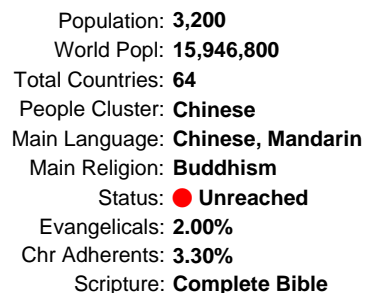 Population: 3,200
World Popl: 15,946,800
Total Countries: 64
People Cluster: Chinese
Main Language: Chinese, Mandarin
Main Religion: Buddhism
Status: Unreached
Evangelicals: 2.00%
Chr Adherents: 3.30%
Scripture: Complete Bible